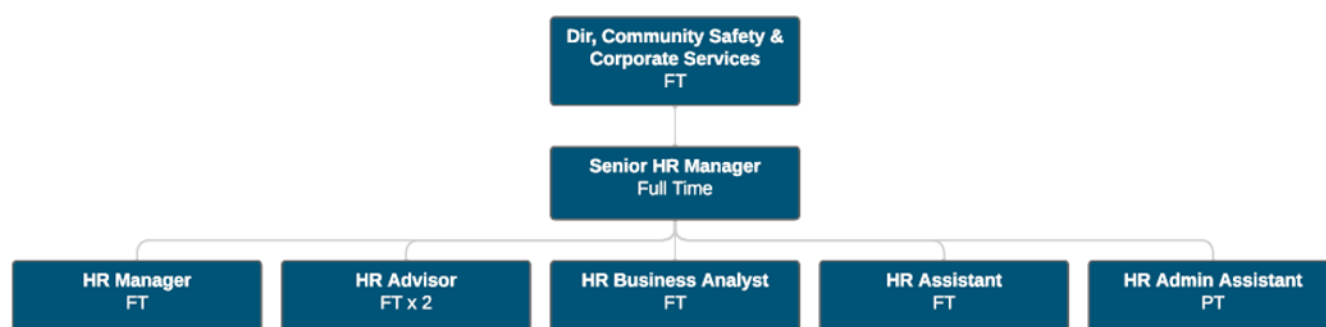 Dir, Community Safety &
Corporate Services
FT
Senior HR Manager
Full Time
HR Manager
FT
HR Advisor
FT x 2
HR Business Analyst
FT
HR Assistant
FT
HR Admin Assistant
PT